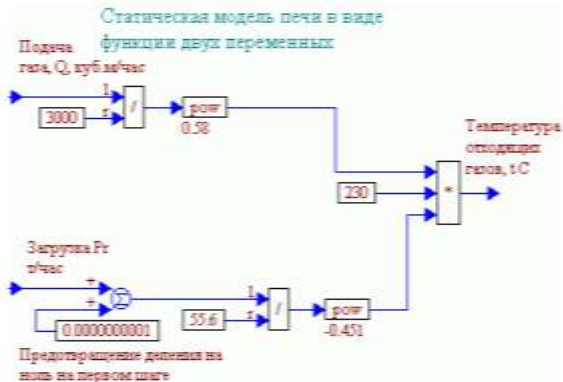 Статическая модель печи в виде
функции двух переменных
Подача
газа, Q, куб.м/час
1
3000
r
/
pow
0.58
Температура
отходящих
газов, t C
230
*
Загрузка Pr
т/час
+
+
Σ
1
55.6
r
/
pow
-0.451
0.0000000001
Предотвращение деления на
ноль на первом шаге